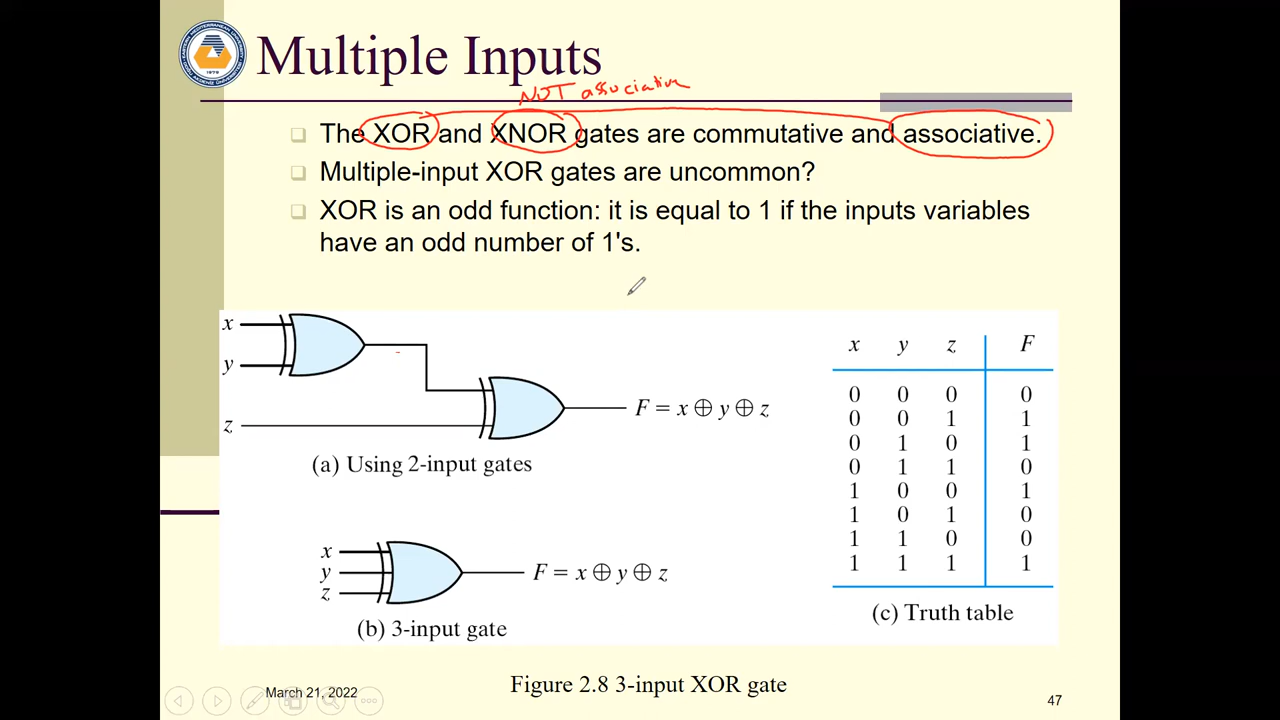 Multiple Inputs
NOT associative
The XOR and XNOR gates are commutative and associative.
Multiple-input XOR gates are uncommon?
XOR is an odd function: it is equal to 1 if the inputs variables
have an odd number of 1's.
x
y
z
F = x ⊕ y ⊕ z
(a) Using 2-input gates
x
y
z
F = x ⊕ y ⊕ z
(b) 3-input gate
x y z F
0 0 0 0
0 0 1 1
0 1 0 1
0 1 1 0
1 0 0 1
1 0 1 0
1 1 0 0
1 1 1 1
(c) Truth table
Figure 2.8 3-input XOR gate
March 21, 2022
47